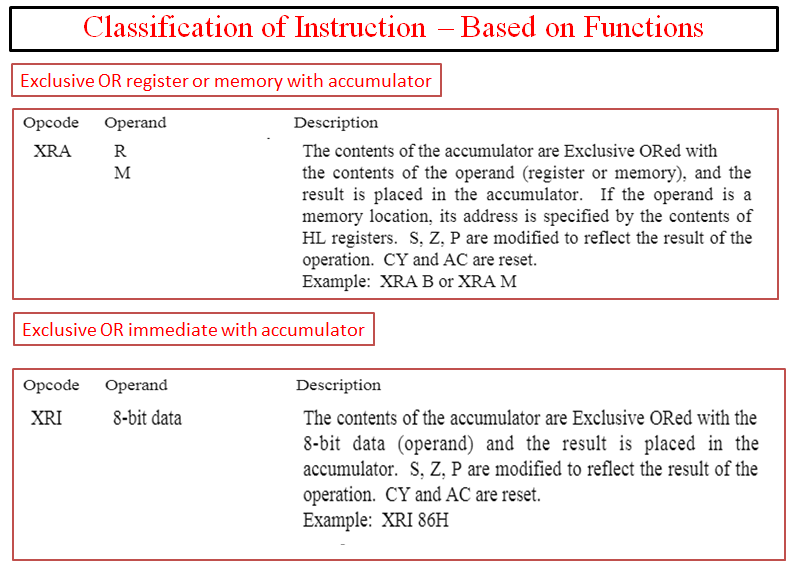 Classification of Instruction – Based on Functions
Exclusive OR register or memory with accumulator
Opcode Operand Description
XRA R The contents of the accumulator are Exclusive ORed with
M the contents of the operand (register or memory), and the
result is placed in the accumulator. If the operand is a
memory location, its address is specified by the contents of
HL registers. S, Z, P are modified to reflect the result of the
operation. CY and AC are reset.
Example: XRA B or XRA M
Exclusive OR immediate with accumulator
Opcode Operand Description
XRI 8-bit data The contents of the accumulator are Exclusive ORed with the
8-bit data (operand) and the result is placed in the
accumulator. S, Z, P are modified to reflect the result of the
operation. CY and AC are reset.
Example: XRI 86H